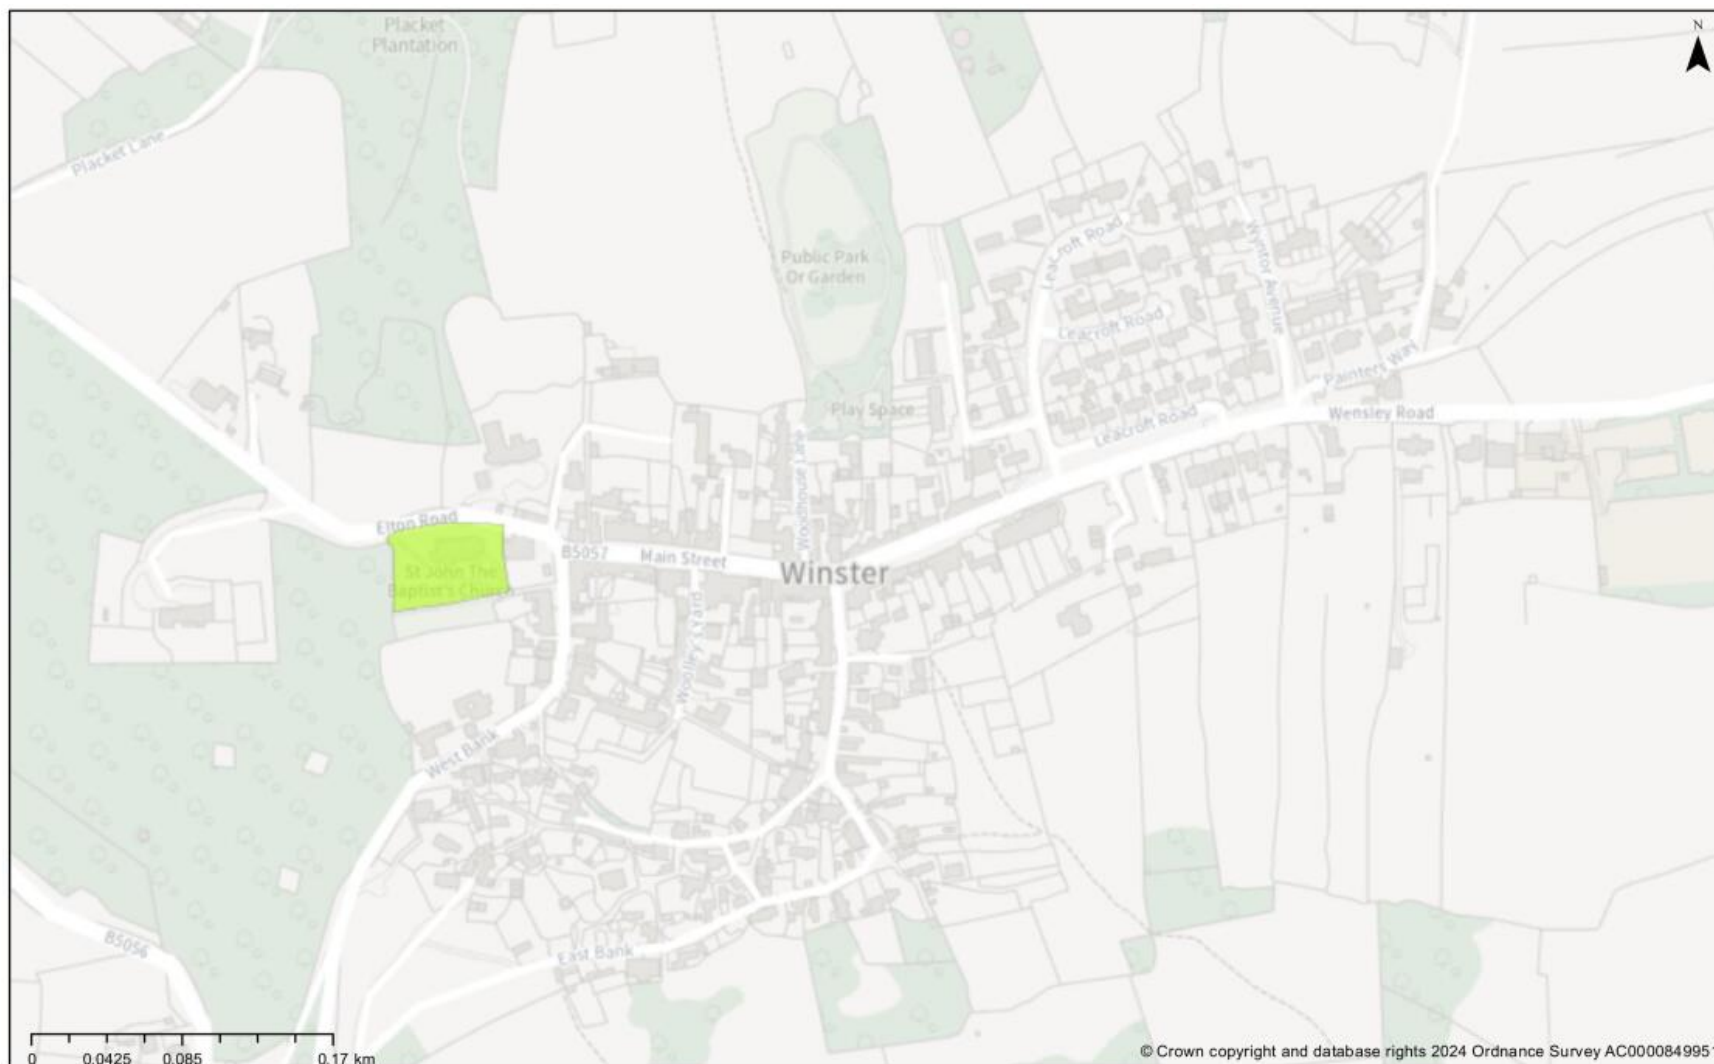 Placket
Plantation
N
Placket Lane
Public Park
Or Garden
Leacroft Road
Wyntor Avenue
Leacroft Road
Painters Way
Play Space
Leacroft Road
Wensley Road
Woodhouse Lane
Elton Road
B5057
Main Street
Winster
St John The
Baptist's Church
Woolley's Yard
West Bank
B5056
East Bank
0 0.0425 0.085 0.17 km
© Crown copyright and database rights 2024 Ordnance Survey AC0000849951